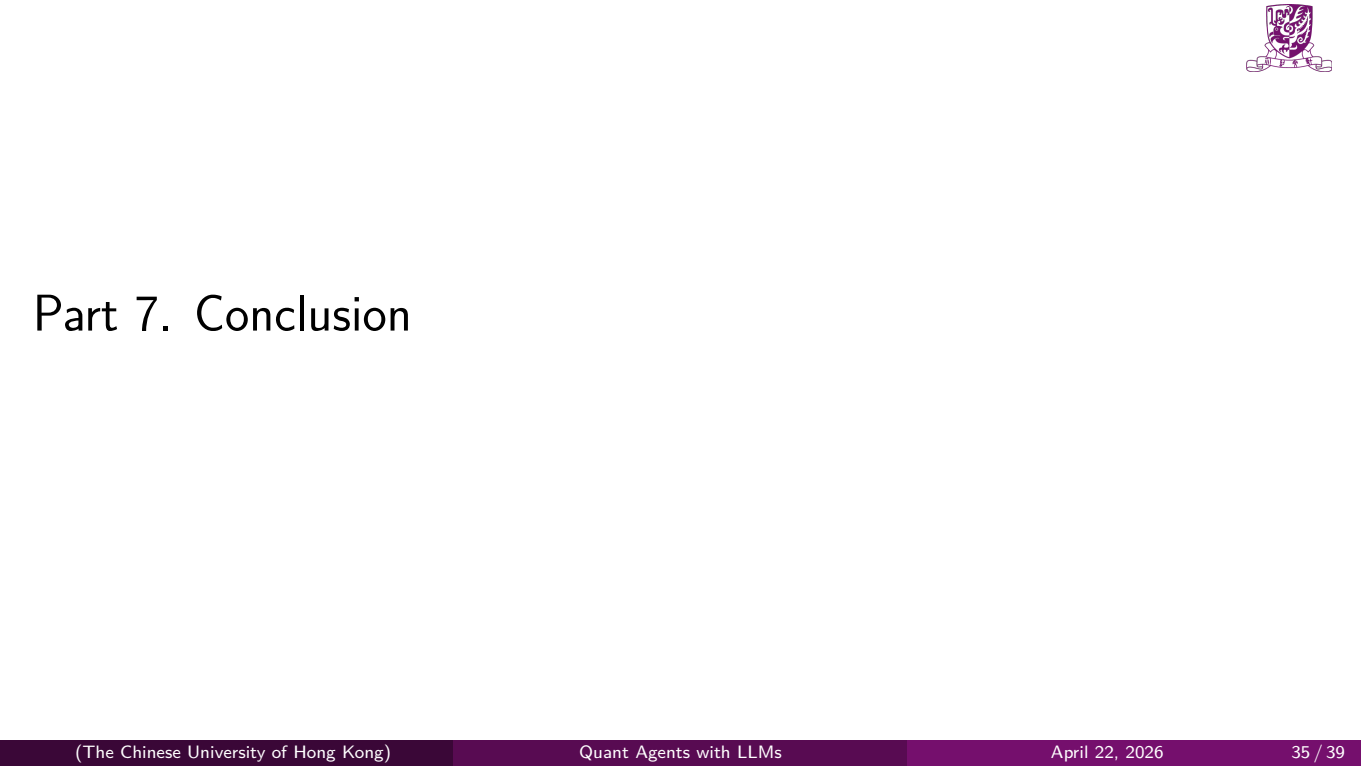 Part 7. Conclusion
(The Chinese University of Hong Kong)
Quant Agents with LLMs
April 22, 2026
35 / 39